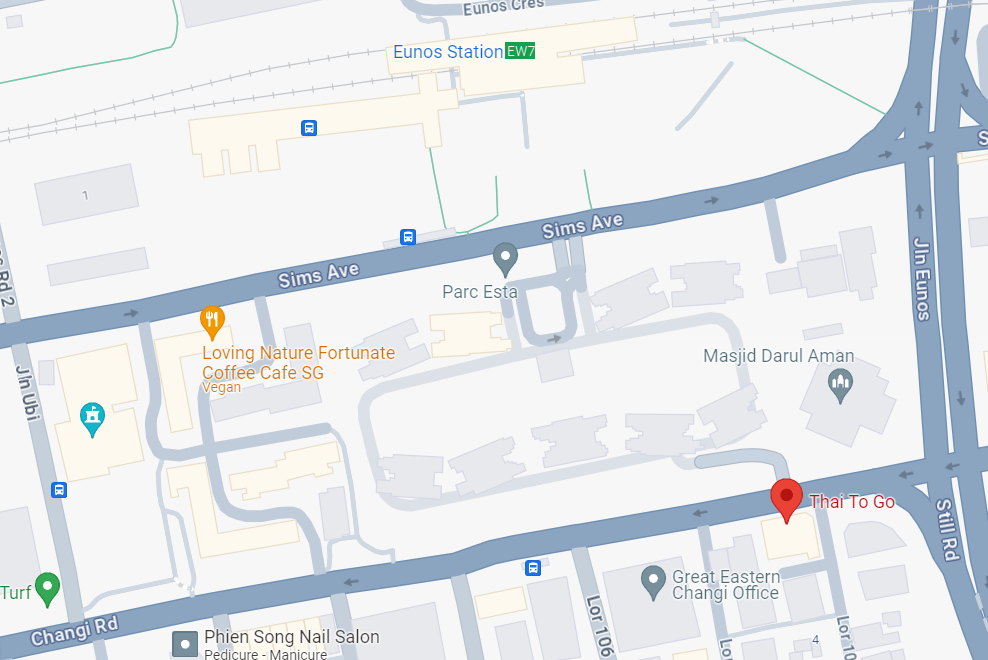 Eunos Cres
Eunos Station EW7
1
Sims Ave
Sims Ave
Jln Eunos
Rd 2
Parc Esta
Loving Nature Fortunate
Coffee Cafe SG
Vegan
Masjid Darul Aman
Jln Ubi
Thai To Go
Still Rd
Turf
Great Eastern
Changi Office
Changi Rd
Phien Song Nail Salon
Pedicure - Manicure
Lor 106
4